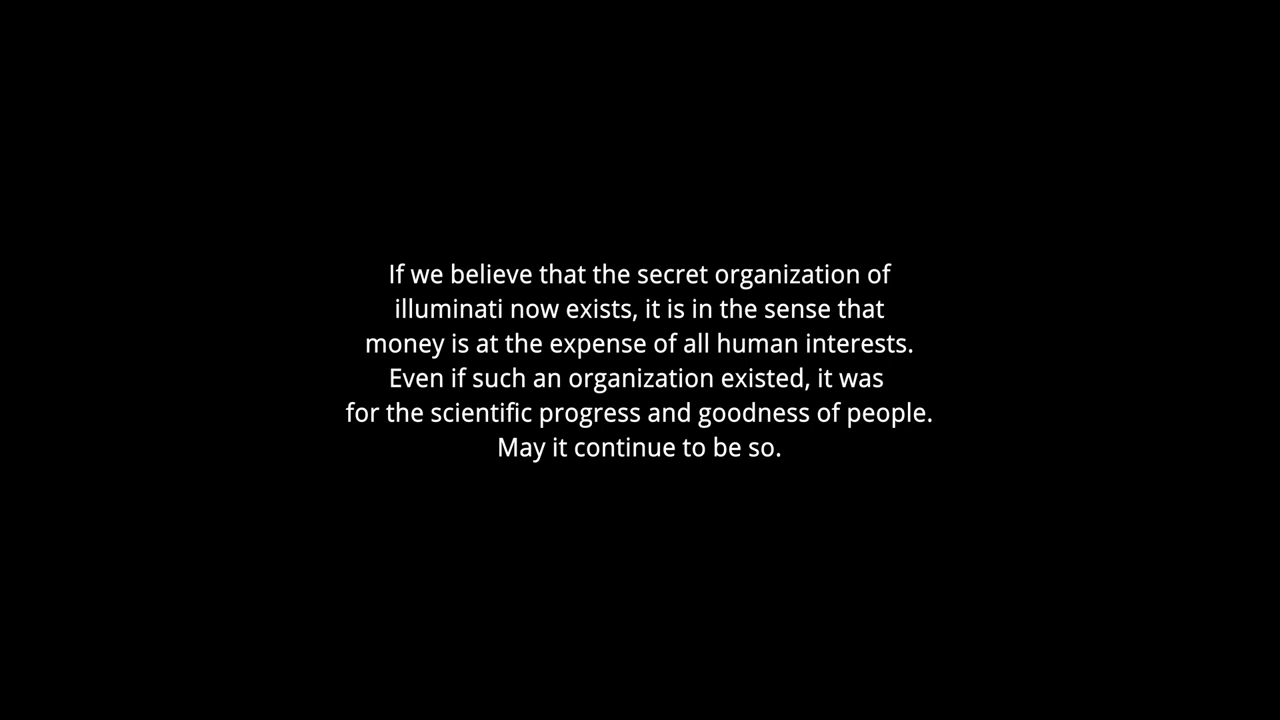 If we believe that the secret organization of
illuminati now exists, it is in the sense that
money is at the expense of all human interests.
Even if such an organization existed, it was
for the scientific progress and goodness of people.
May it continue to be so.